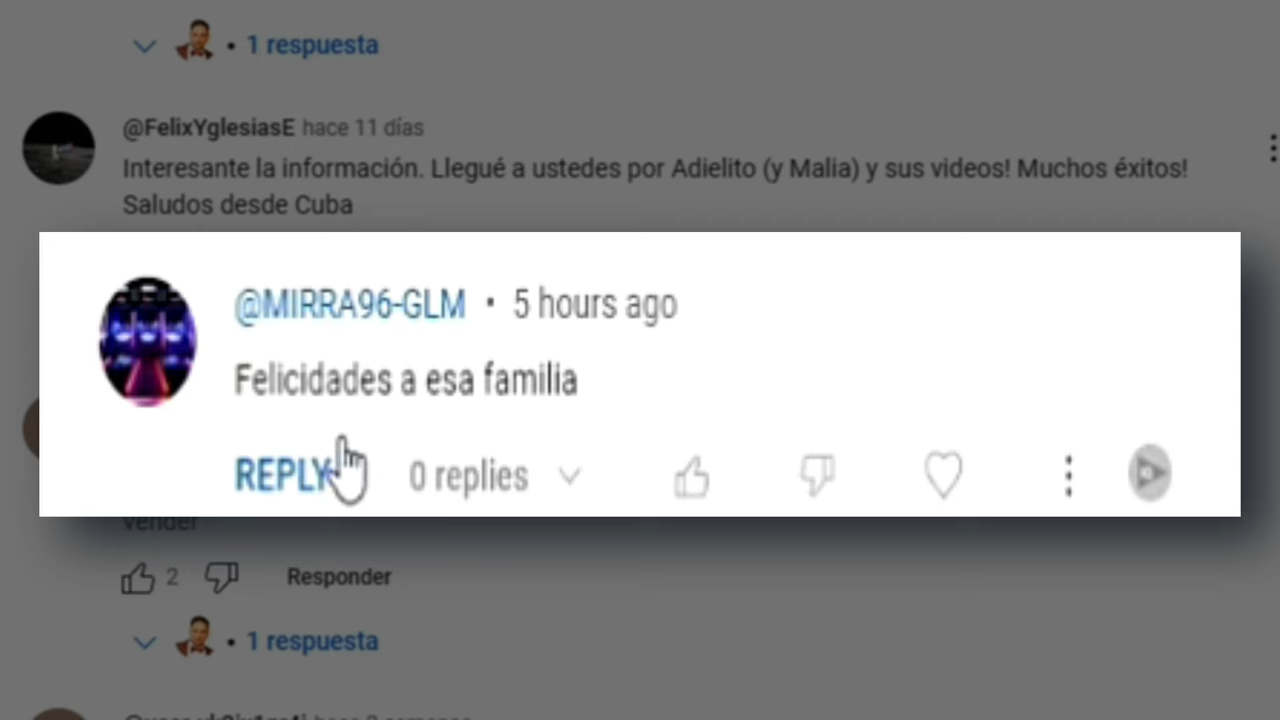 1 respuesta
@FelixYglesiasE hace 11 días
Interesante la información. Llegué a ustedes por Adielito (y Malia) y sus videos! Muchos éxitos!
Saludos desde Cuba
@MIRRA96-GLM • 5 hours ago
Felicidades a esa familia
REPLY 0 replies
vender
2 Responder
1 respuesta